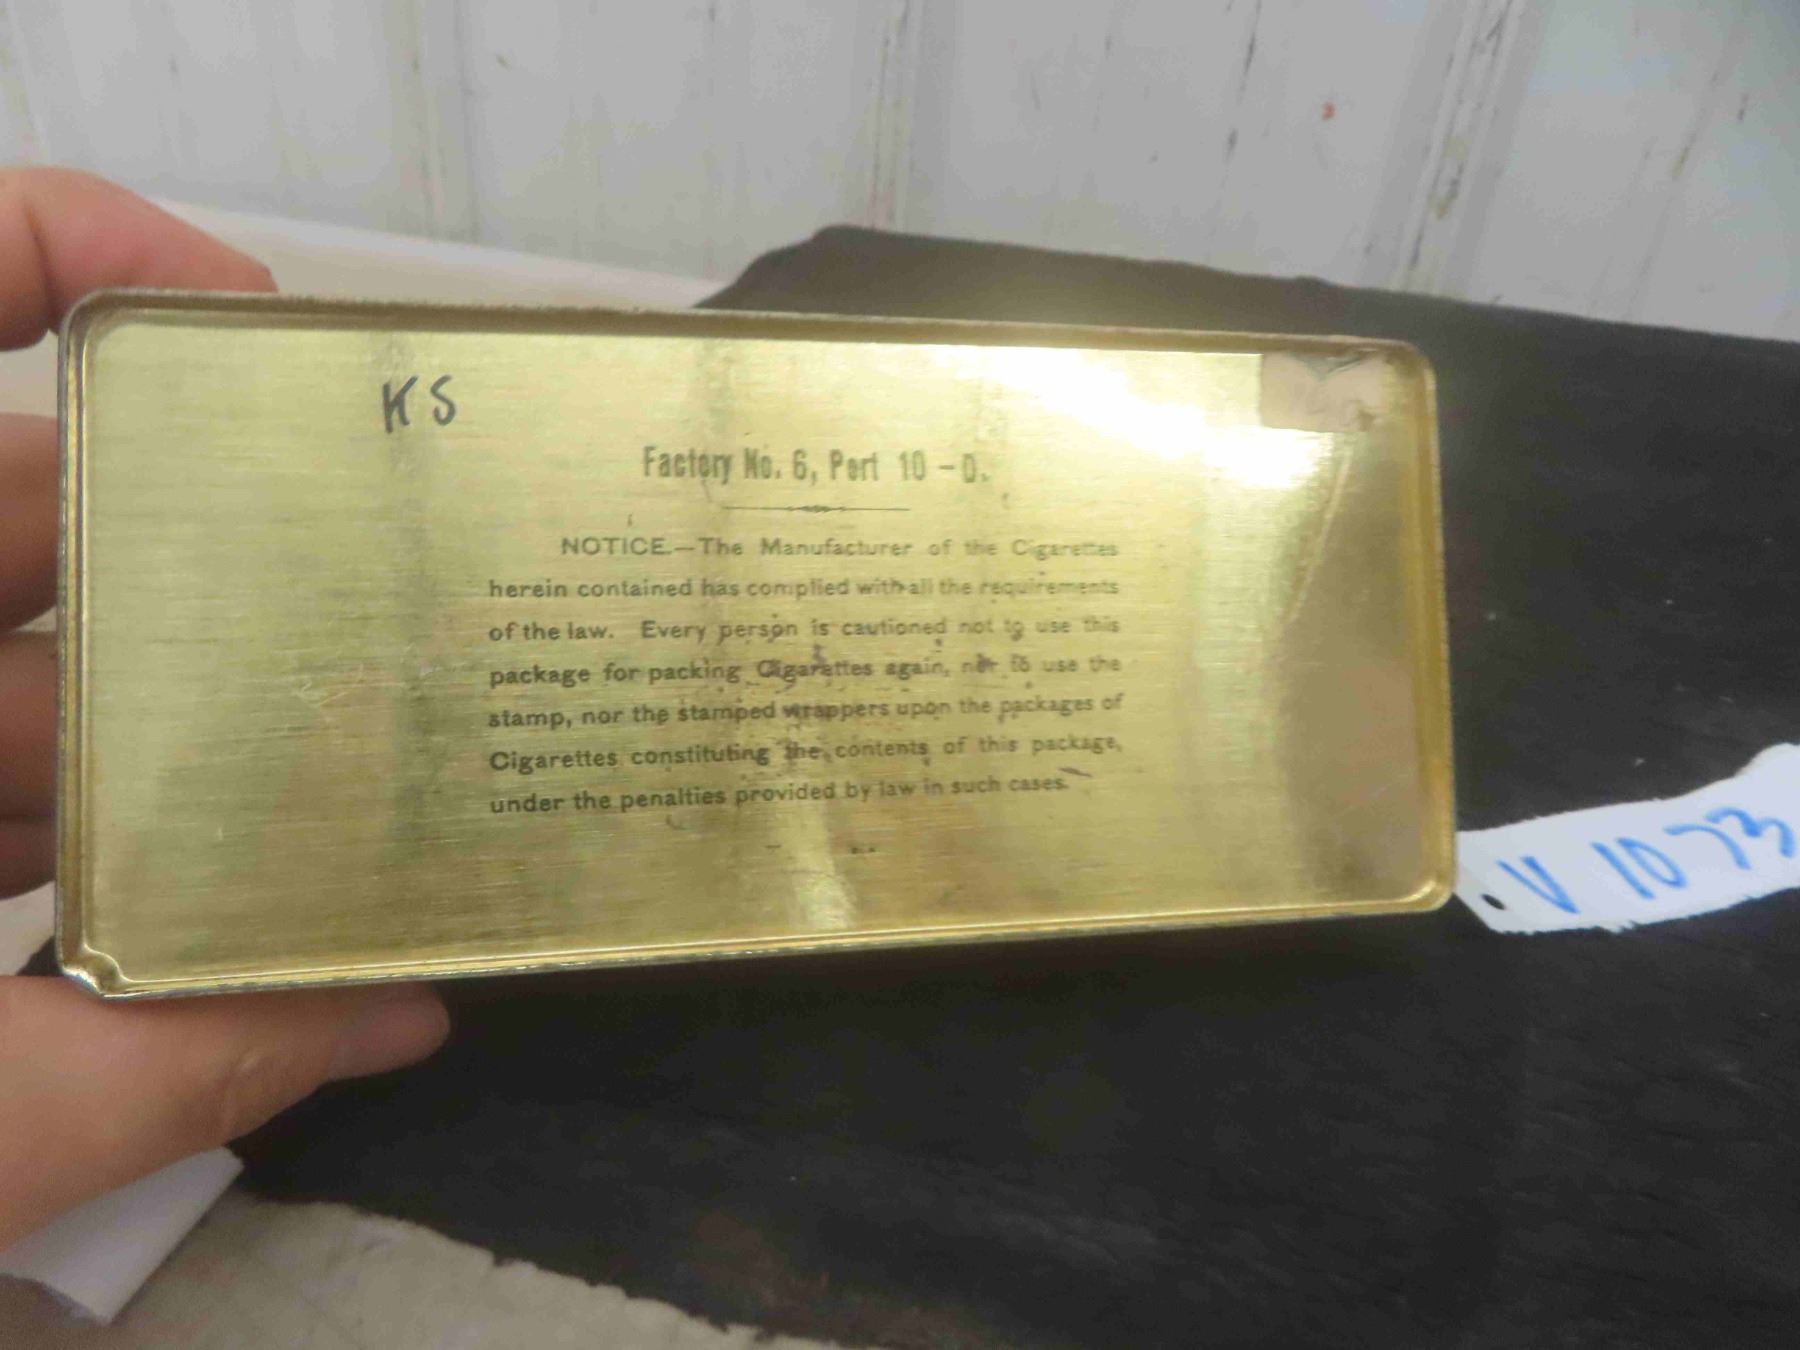 KS
Factory No. 6, Port 10 - D.
NOTICE.—The Manufacturer of the Cigarettes
herein contained has complied with all the requirements
of the law. Every person is cautioned not to use this
package for packing Cigarettes again, nor to use the
stamp, nor the stamped wrappers upon the packages of
Cigarettes constituting the contents of this package,
under the penalties provided by law in such cases.
V 1073